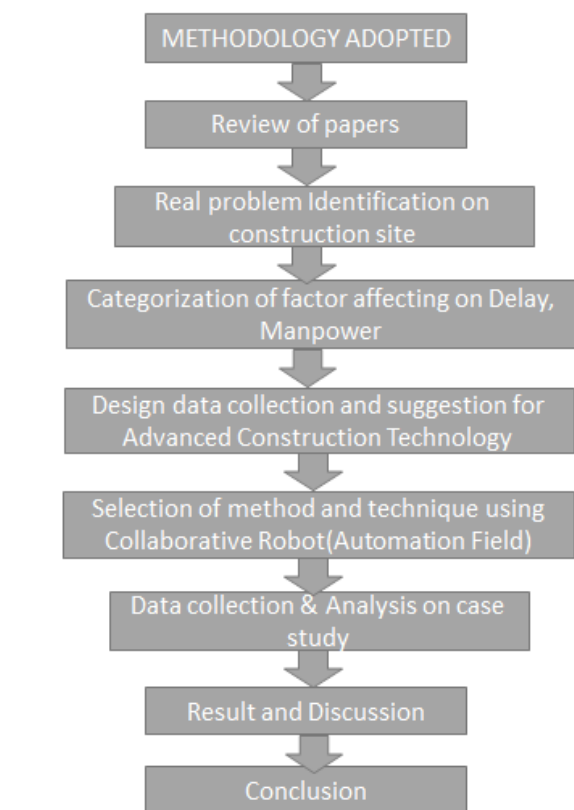 METHODOLOGY ADOPTED
Review of papers
Real problem Identification on
construction site
Categorization of factor affecting on Delay,
Manpower
Design data collection and suggestion for
Advanced Construction Technology
Selection of method and technique using
Collaborative Robot(Automation Field)
Data collection & Analysis on case
study
Result and Discussion
Conclusion